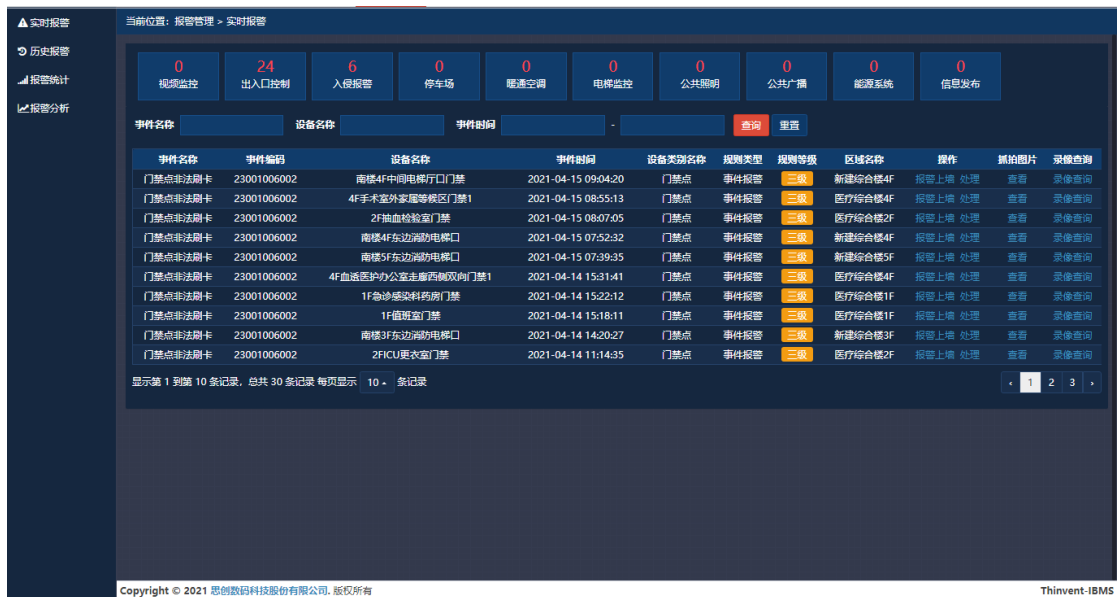 实时报警
历史报警
报警统计
报警分析
当前位置：报警管理 > 实时报警
0 24 6 0 0 0 0 0 0 0
视频监控 出入口控制 入侵报警 停车场 暖通空调 电梯监控 公共照明 公共广播 能源系统 信息发布
事件名称 设备名称 事件时间 - 查询 重置
事件名称 事件编码 设备名称 事件时间 设备类别名称 规则类型 规则等级 区域名称 操作 抓拍图片 录像查询
门禁点非法刷卡 23001006002 南楼4F中间电梯厅口门禁 2021-04-15 09:04:20 门禁点 事件报警 三级 新建综合楼4F 报警上墙 处理 查看 录像查询
门禁点非法刷卡 23001006002 4F手术室外家属等候区门禁1 2021-04-15 08:55:13 门禁点 事件报警 三级 医疗综合楼4F 报警上墙 处理 查看 录像查询
门禁点非法刷卡 23001006002 2F抽血检验室门禁 2021-04-15 08:07:05 门禁点 事件报警 三级 医疗综合楼2F 报警上墙 处理 查看 录像查询
门禁点非法刷卡 23001006002 南楼4F东边消防电梯口 2021-04-15 07:52:32 门禁点 事件报警 三级 新建综合楼4F 报警上墙 处理 查看 录像查询
门禁点非法刷卡 23001006002 南楼5F东边消防电梯口 2021-04-15 07:39:35 门禁点 事件报警 三级 新建综合楼5F 报警上墙 处理 查看 录像查询
门禁点非法刷卡 23001006002 4F血透医护办公室走廊西侧双向门禁1 2021-04-14 15:31:41 门禁点 事件报警 三级 医疗综合楼4F 报警上墙 处理 查看 录像查询
门禁点非法刷卡 23001006002 1F急诊感染科药房门禁 2021-04-14 15:22:12 门禁点 事件报警 三级 医疗综合楼1F 报警上墙 处理 查看 录像查询
门禁点非法刷卡 23001006002 1F值班室门禁 2021-04-14 15:18:11 门禁点 事件报警 三级 医疗综合楼1F 报警上墙 处理 查看 录像查询
门禁点非法刷卡 23001006002 南楼3F东边消防电梯口 2021-04-14 14:20:27 门禁点 事件报警 三级 新建综合楼3F 报警上墙 处理 查看 录像查询
门禁点非法刷卡 23001006002 2FICU更衣室门禁 2021-04-14 11:14:35 门禁点 事件报警 三级 医疗综合楼2F 报警上墙 处理 查看 录像查询
显示第 1 到第 10 条记录，总共 30 条记录 每页显示 10 条记录 ‹ 1 2 3 ›
Copyright © 2021 思创数码科技股份有限公司. 版权所有 Thinvent-IBMS